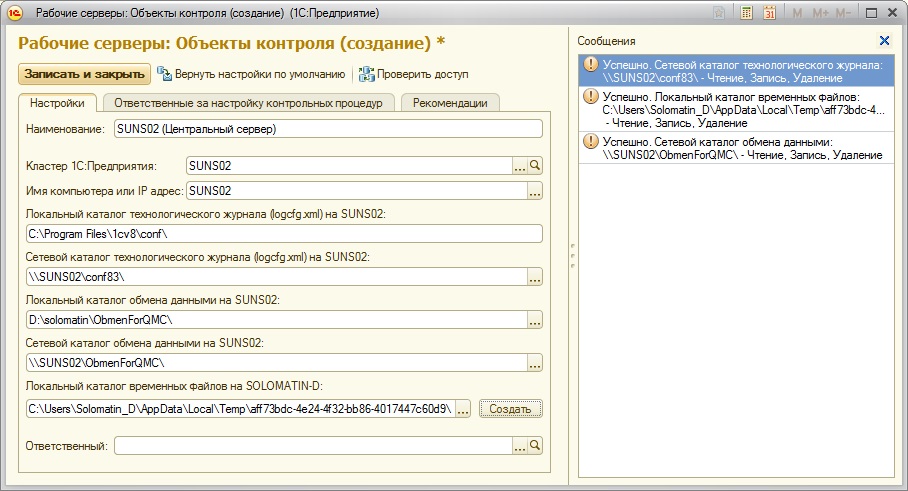 Рабочие серверы: Объекты контроля (создание) (1С:Предприятие)
M M+ M-
Рабочие серверы: Объекты контроля (создание) *
Записать и закрыть Вернуть настройки по умолчанию Проверить доступ
Настройки Ответственные за настройку контрольных процедур Рекомендации
Наименование: SUNS02 (Центральный сервер)
Кластер 1С:Предприятия: SUNS02 ...
Имя компьютера или IP адрес: SUNS02 ...
Локальный каталог технологического журнала (logcfg.xml) на SUNS02:
C:\Program Files\1cv8\conf\
Сетевой каталог технологического журнала (logcfg.xml) на SUNS02:
\\SUNS02\conf83\ ...
Локальный каталог обмена данными на SUNS02:
D:\solomatin\ObmenForQMC\ ...
Сетевой каталог обмена данными на SUNS02:
\\SUNS02\ObmenForQMC\ ...
Локальный каталог временных файлов на SOLOMATIN-D:
C:\Users\Solomatin_D\AppData\Local\Temp\aff73bdc-4e24-4f32-bb86-4017447c60d9\ ... Создать
Ответственный: ...
Сообщения
Успешно. Сетевой каталог технологического журнала:
\\SUNS02\conf83\ - Чтение, Запись, Удаление
Успешно. Локальный каталог временных файлов:
C:\Users\Solomatin_D\AppData\Local\Temp\aff73bdc-4...
- Чтение, Запись, Удаление
Успешно. Сетевой каталог обмена данными:
\\SUNS02\ObmenForQMC\ - Чтение, Запись, Удаление